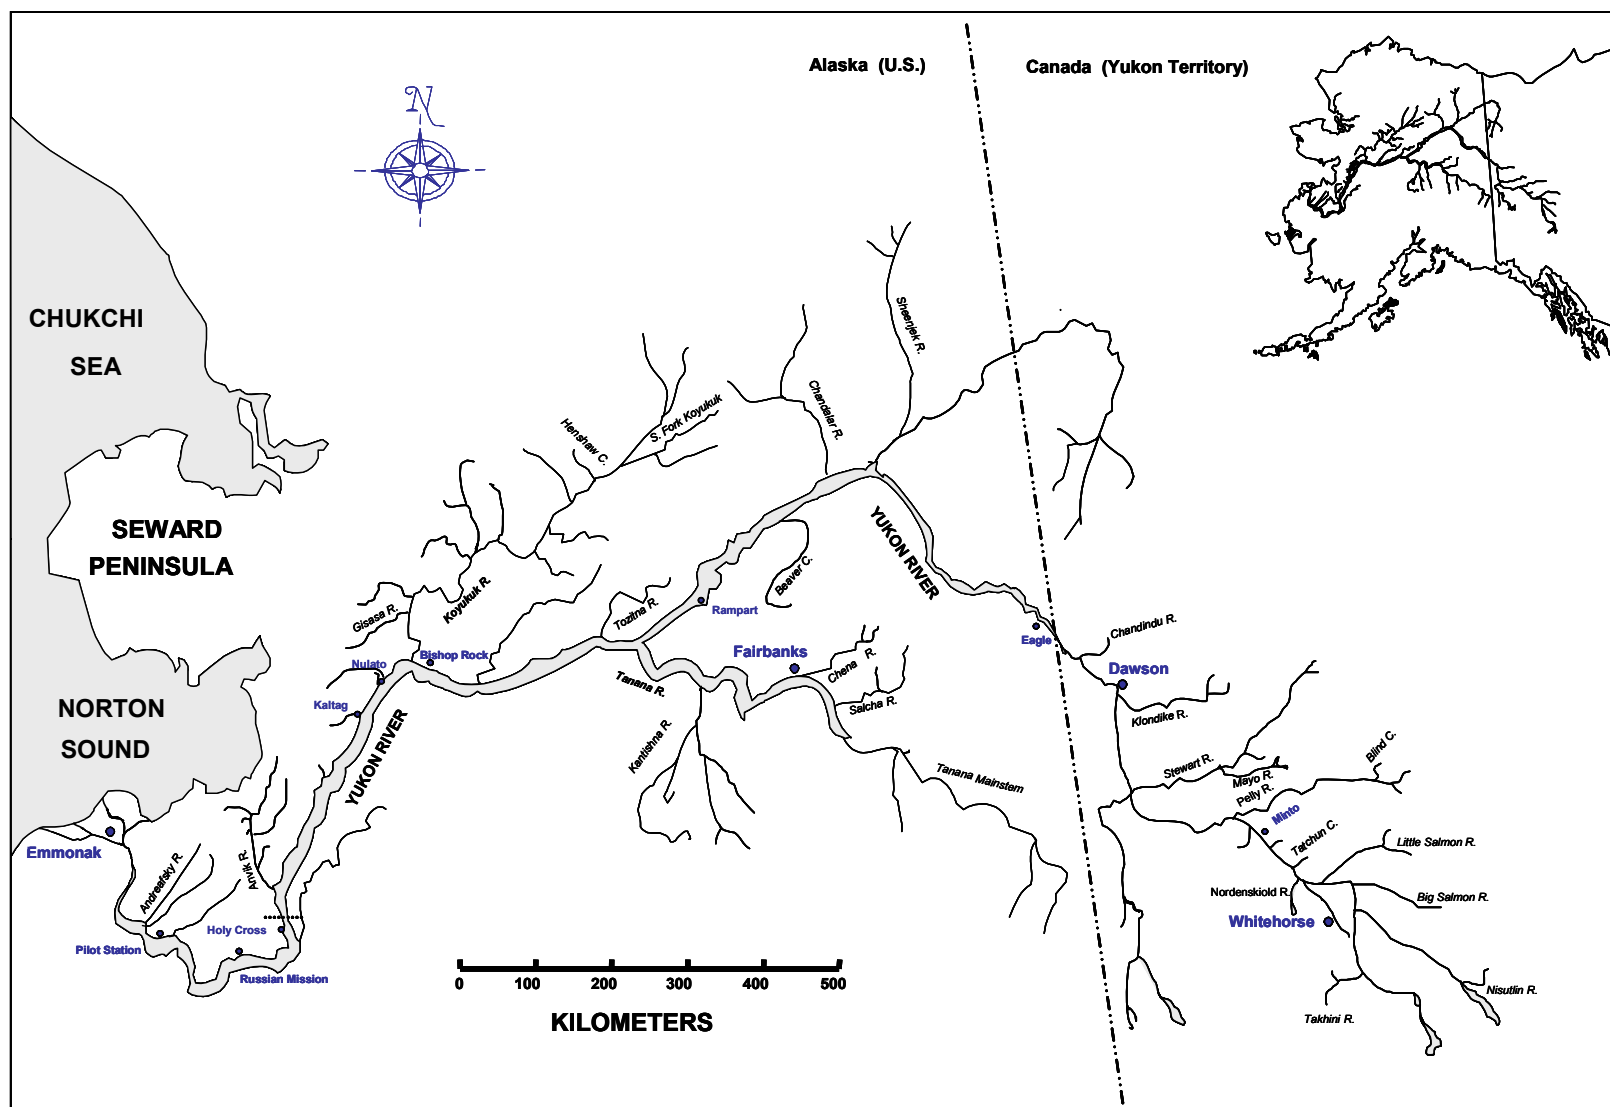 N
Alaska (U.S.)
Canada (Yukon Territory)
CHUKCHI
SEA
SEWARD
PENINSULA
NORTON
SOUND
Sheenjek R.
Chandalar R.
S. Fork Koyukuk
Henshaw C.
Koyukuk R.
Gisasa R.
Bishop Rock
Nulato
Kaltag
YUKON RIVER
Tozitna R.
Rampart
Beaver C.
YUKON RIVER
Fairbanks
Chena R.
Salcha R.
Tanana R.
Kantishna R.
Tanana Mainstem
Eagle
Chandindu R.
Dawson
Klondike R.
Stewart R.
Mayo R.
Pelly R.
Blind C.
Minto
Tatchun C.
Little Salmon R.
Nordenskiold R.
Big Salmon R.
Whitehorse
Nisutlin R.
Takhini R.
Emmonak
Andreafsky R.
Anvik R.
Pilot Station
Holy Cross
Russian Mission
0 100 200 300 400 500
KILOMETERS